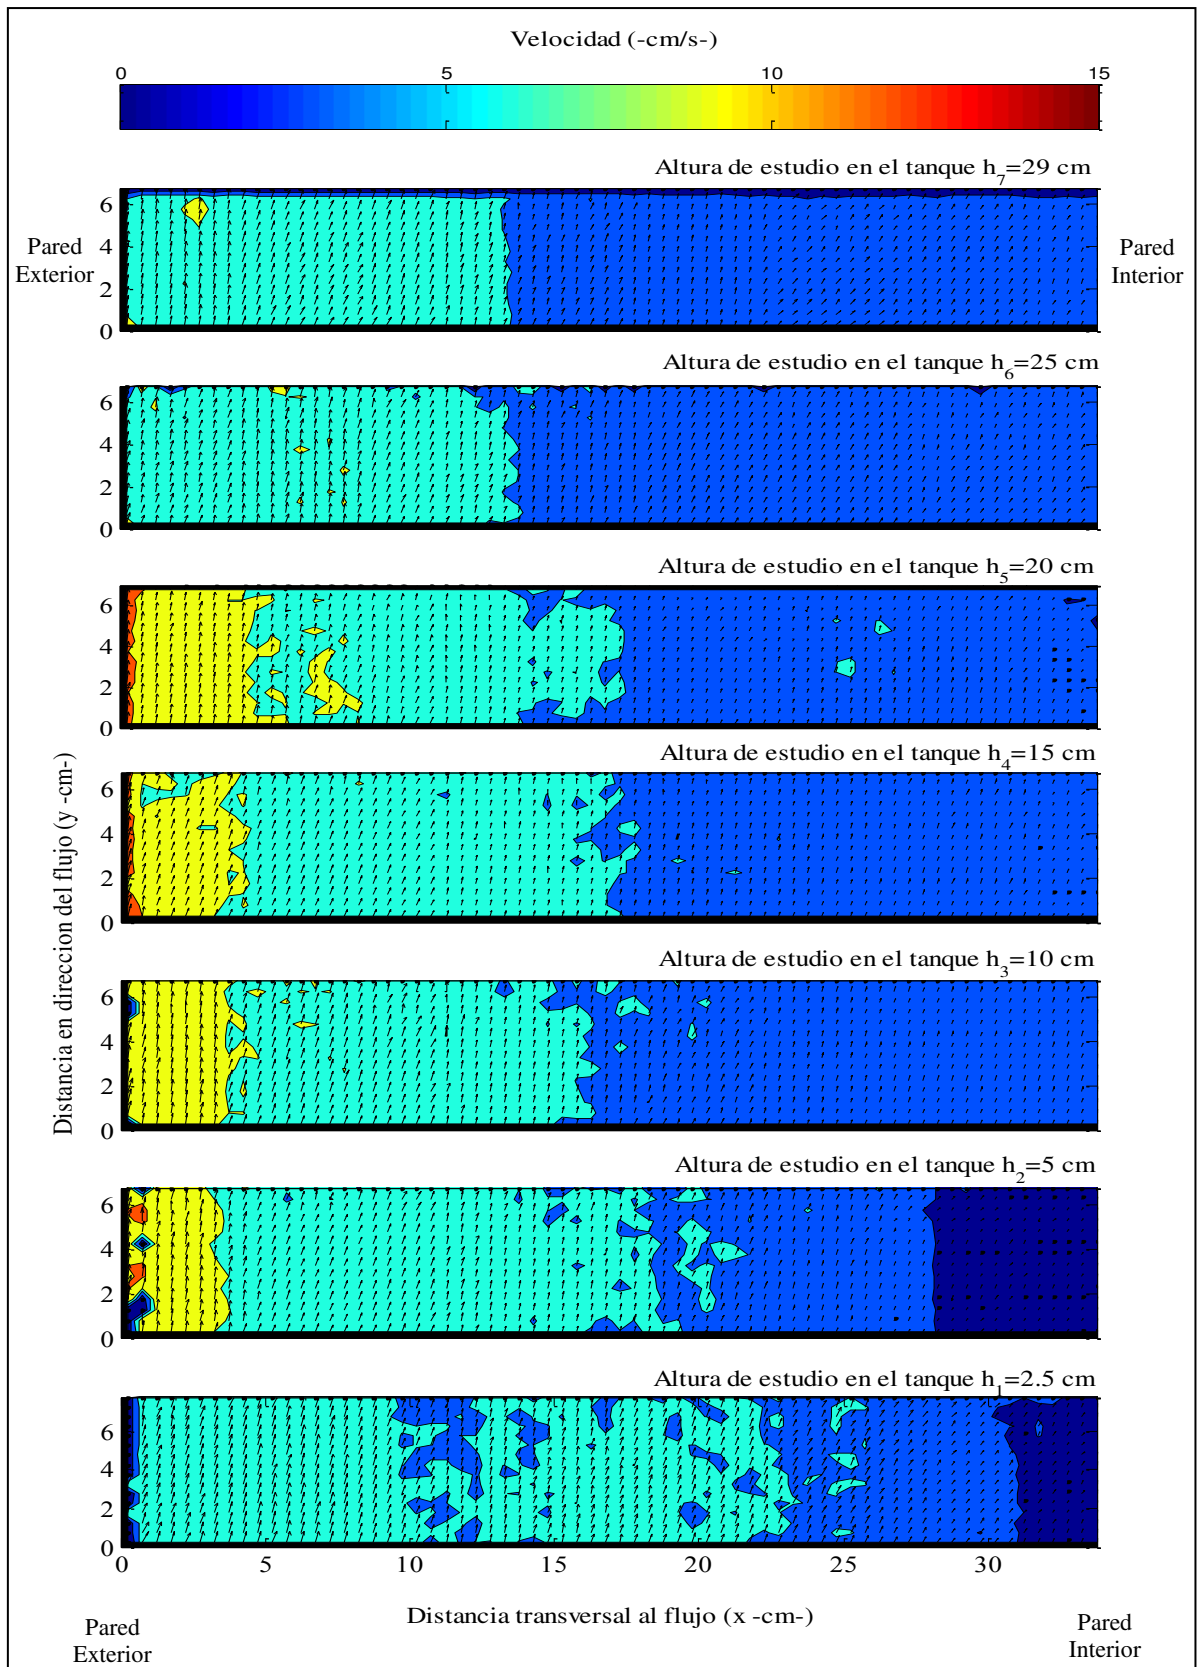 Velocidad (-cm/s-)
0 5 10 15
Altura de estudio en el tanque h7=29 cm
Pared Exterior
6
4
2
0
Pared Interior
Altura de estudio en el tanque h6=25 cm
6
4
2
0
Altura de estudio en el tanque h5=20 cm
6
4
2
0
Altura de estudio en el tanque h4=15 cm
6
4
2
0
Distancia en direccion del flujo (y -cm-)
Altura de estudio en el tanque h3=10 cm
6
4
2
0
Altura de estudio en el tanque h2=5 cm
6
4
2
0
Altura de estudio en el tanque h1=2.5 cm
6
4
2
0
0 5 10 15 20 25 30
Distancia transversal al flujo (x -cm-)
Pared Exterior
Pared Interior